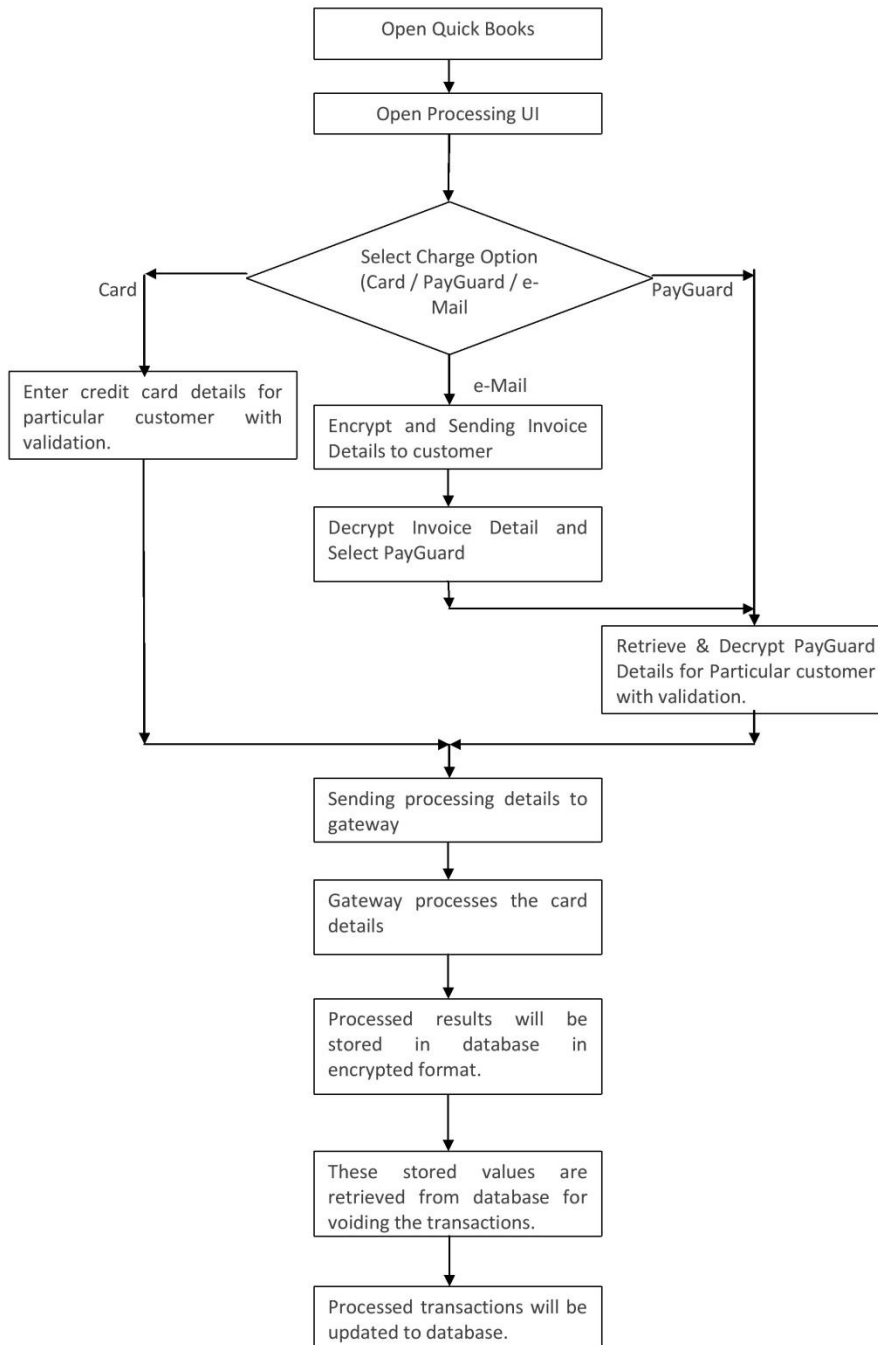 Open Quick Books
Open Processing UI
Select Charge Option
(Card / PayGuard / e-
Mail
Card
PayGuard
e-Mail
Enter credit card details for
particular customer with
validation.
Encrypt and Sending Invoice
Details to customer
Decrypt Invoice Detail and
Select PayGuard
Retrieve & Decrypt PayGuard
Details for Particular customer
with validation.
Sending processing details to
gateway
Gateway processes the card
details
Processed results will be
stored in database in
encrypted format.
These stored values are
retrieved from database for
voiding the transactions.
Processed transactions will be
updated to database.